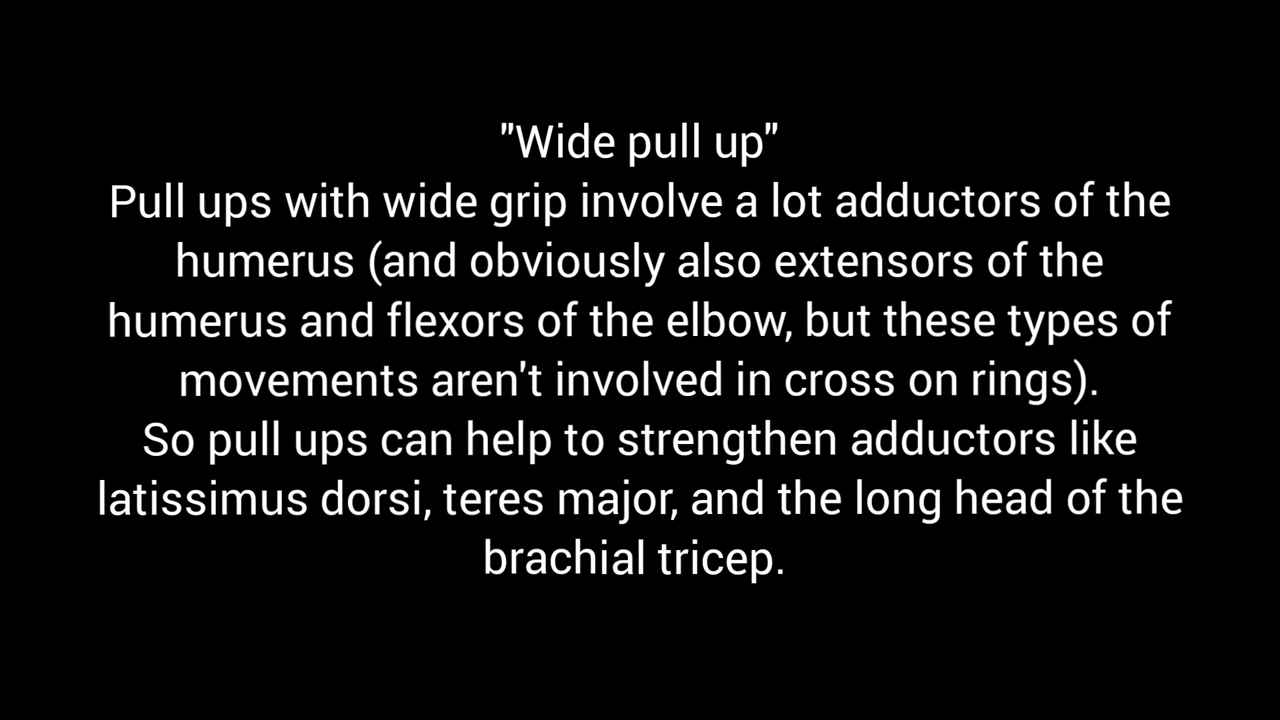 "Wide pull up"
Pull ups with wide grip involve a lot adductors of the
humerus (and obviously also extensors of the
humerus and flexors of the elbow, but these types of
movements aren't involved in cross on rings).
So pull ups can help to strengthen adductors like
latissimus dorsi, teres major, and the long head of the
brachial tricep.